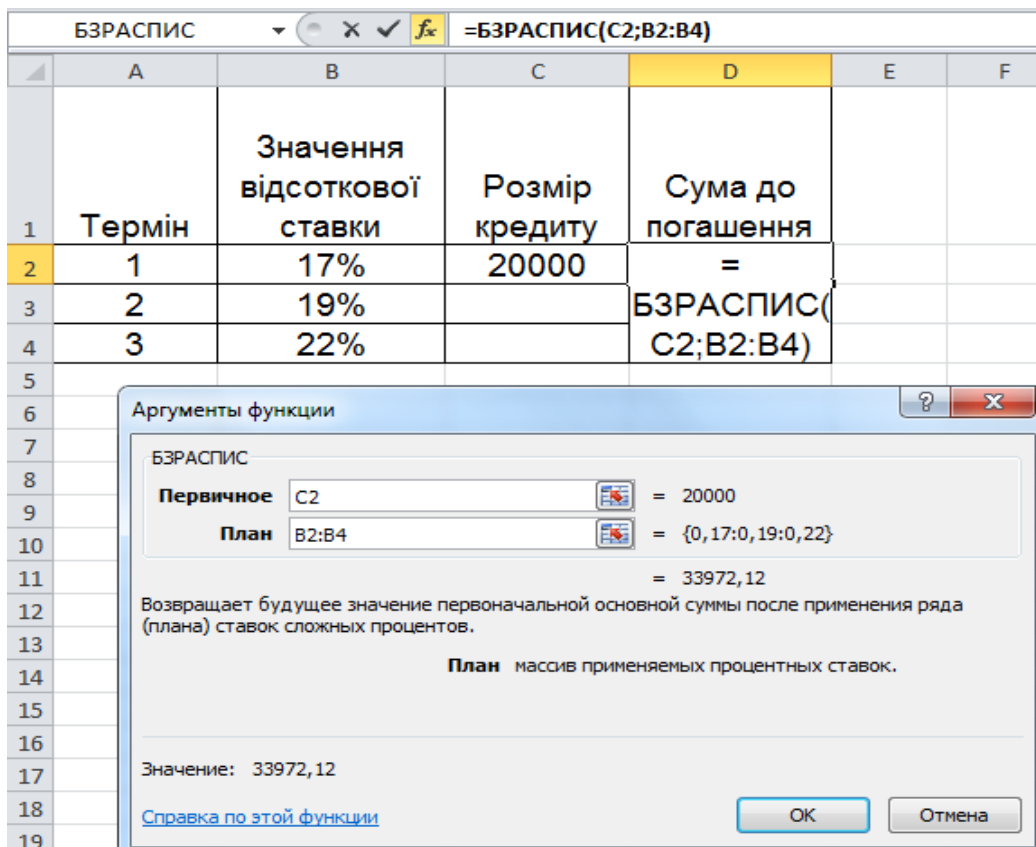 БЗРАСПИС fx =БЗРАСПИС(C2;B2:B4)
A B C D E F
1 Термін Значення відсоткової ставки Розмір кредиту Сума до погашення
2 1 17% 20000 =
3 2 19% БЗРАСПИС(
4 3 22% C2;B2:B4)
5
6 Аргументы функции
7 БЗРАСПИС
8 Первичное C2 = 20000
9
10 План B2:B4 = {0,17:0,19:0,22}
11 = 33972,12
12 Возвращает будущее значение первоначальной основной суммы после применения ряда
13 (плана) ставок сложных процентов.
14 План массив применяемых процентных ставок.
15
16
17 Значение: 33972,12
18 Справка по этой функции ОК Отмена
19